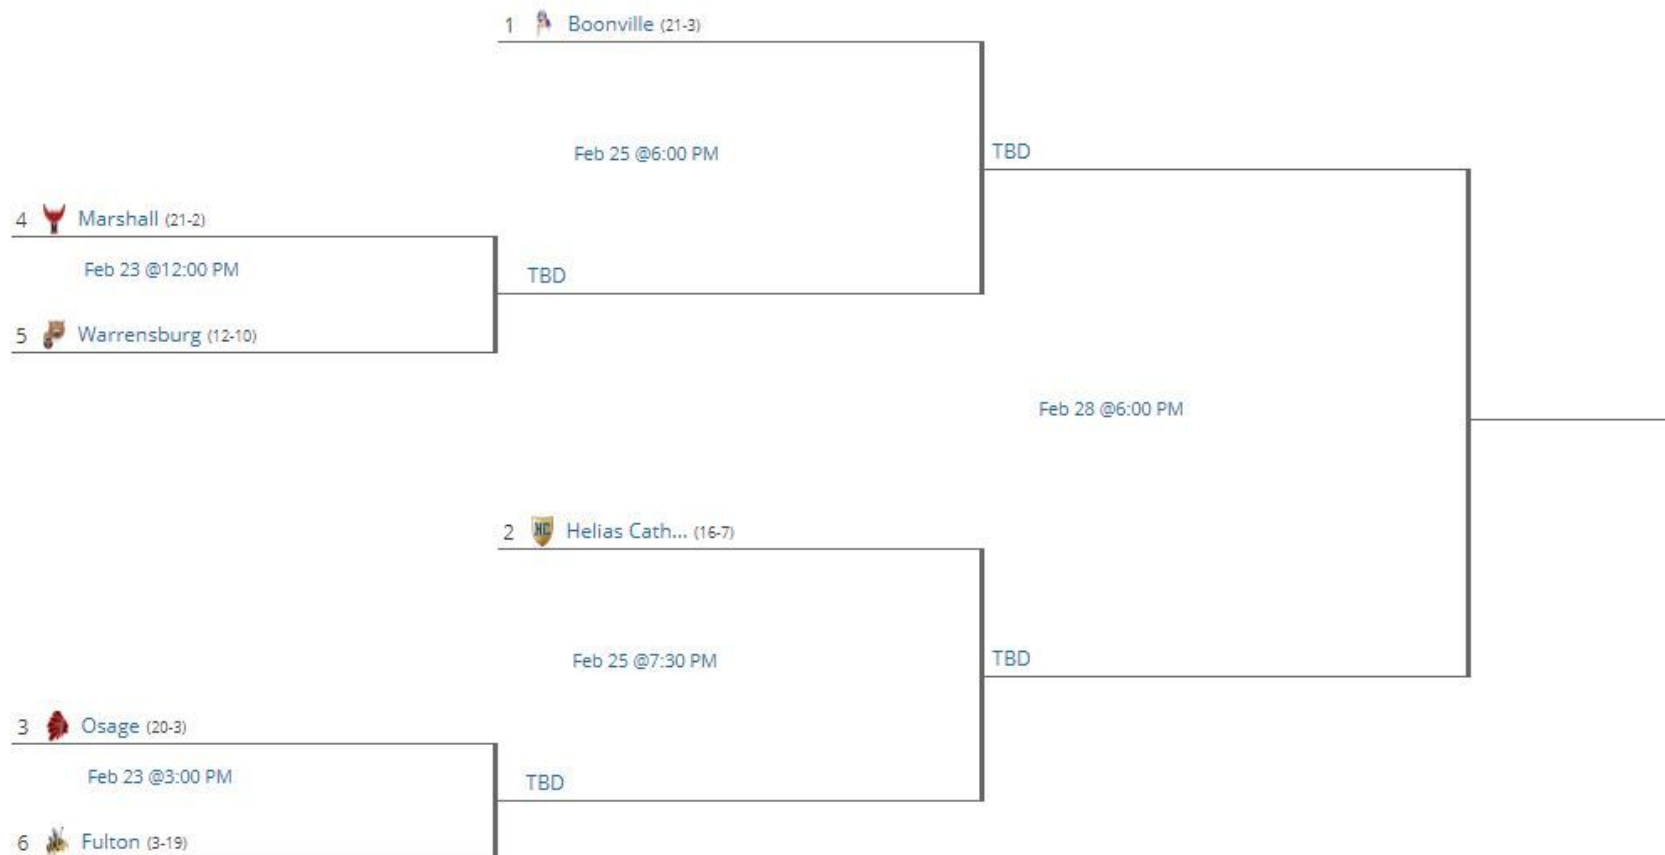 1 Boonville (21-3)
Feb 25 @6:00 PM
TBD
4 Marshall (21-2)
Feb 23 @12:00 PM
TBD
5 Warrensburg (12-10)
Feb 28 @6:00 PM
2 HC Helias Cath... (16-7)
Feb 25 @7:30 PM
TBD
3 Osage (20-3)
Feb 23 @3:00 PM
TBD
6 Fulton (3-19)